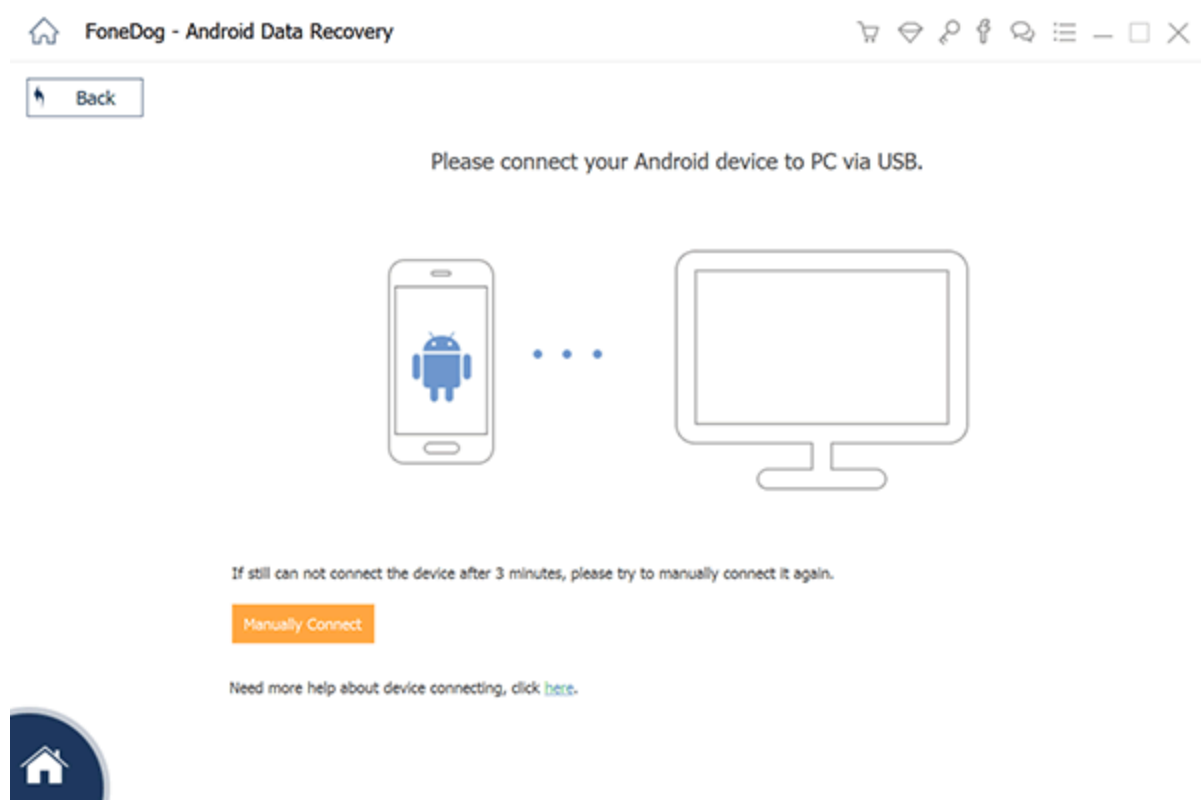 FoneDog - Android Data Recovery
Back
Please connect your Android device to PC via USB.
If still can not connect the device after 3 minutes, please try to manually connect it again.
Manually Connect
Need more help about device connecting, click here.